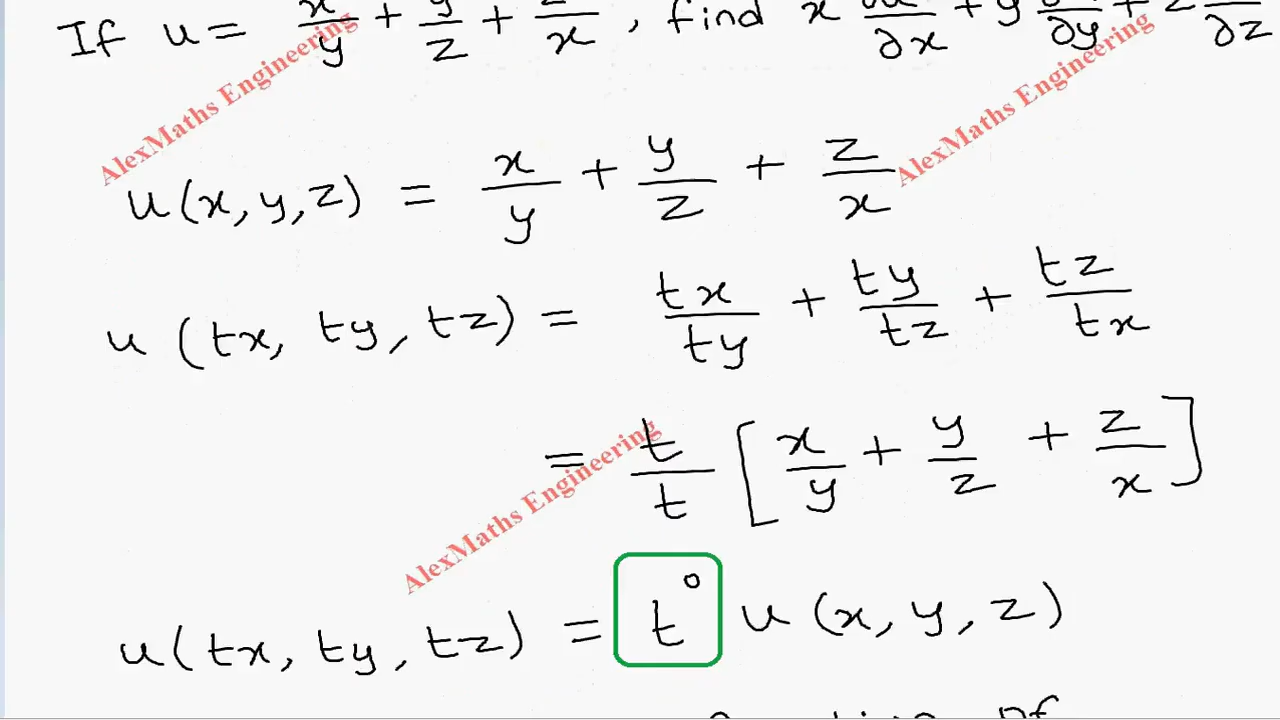 If u = x/y + y/z + z/x , find x ∂u/∂x + y ∂u/∂y + z ∂u/∂z
AlexMaths Engineering
AlexMaths Engineering
u(x, y, z) = x/y + y/z + z/x
u (tx, ty, tz) = tx/ty + ty/tz + tz/tx
= t/t [x/y + y/z + z/x]
AlexMaths Engineering
u(tx, ty, tz) = t° u (x, y, z)
of